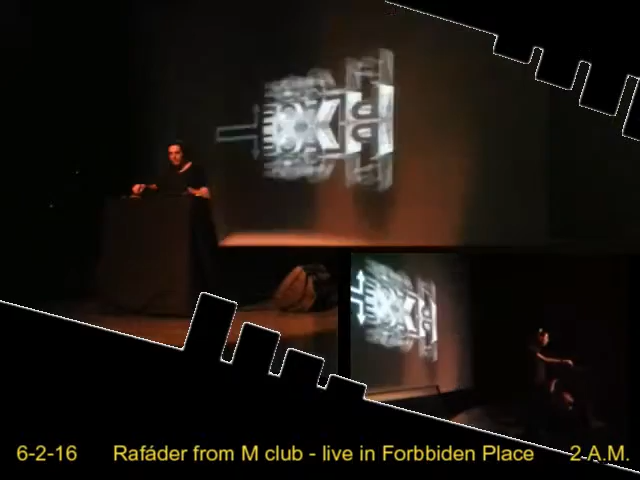 6-2-16 Rafáder from M club - live in Forbbiden Place 2-A.M.